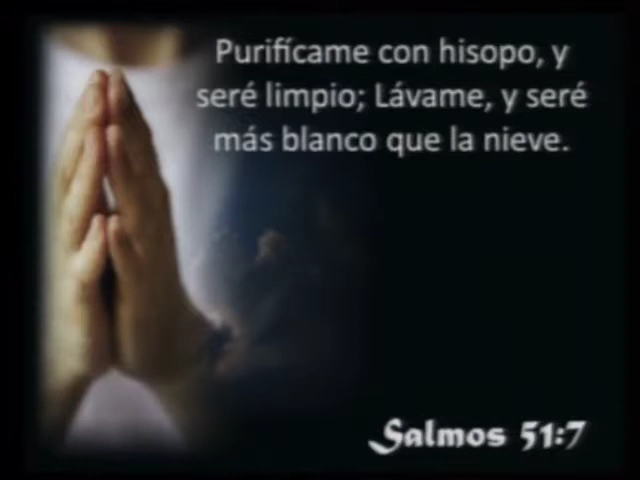 Purifícame con hisopo, y
seré limpio; Lávame, y seré
más blanco que la nieve.
Salmos 51:7